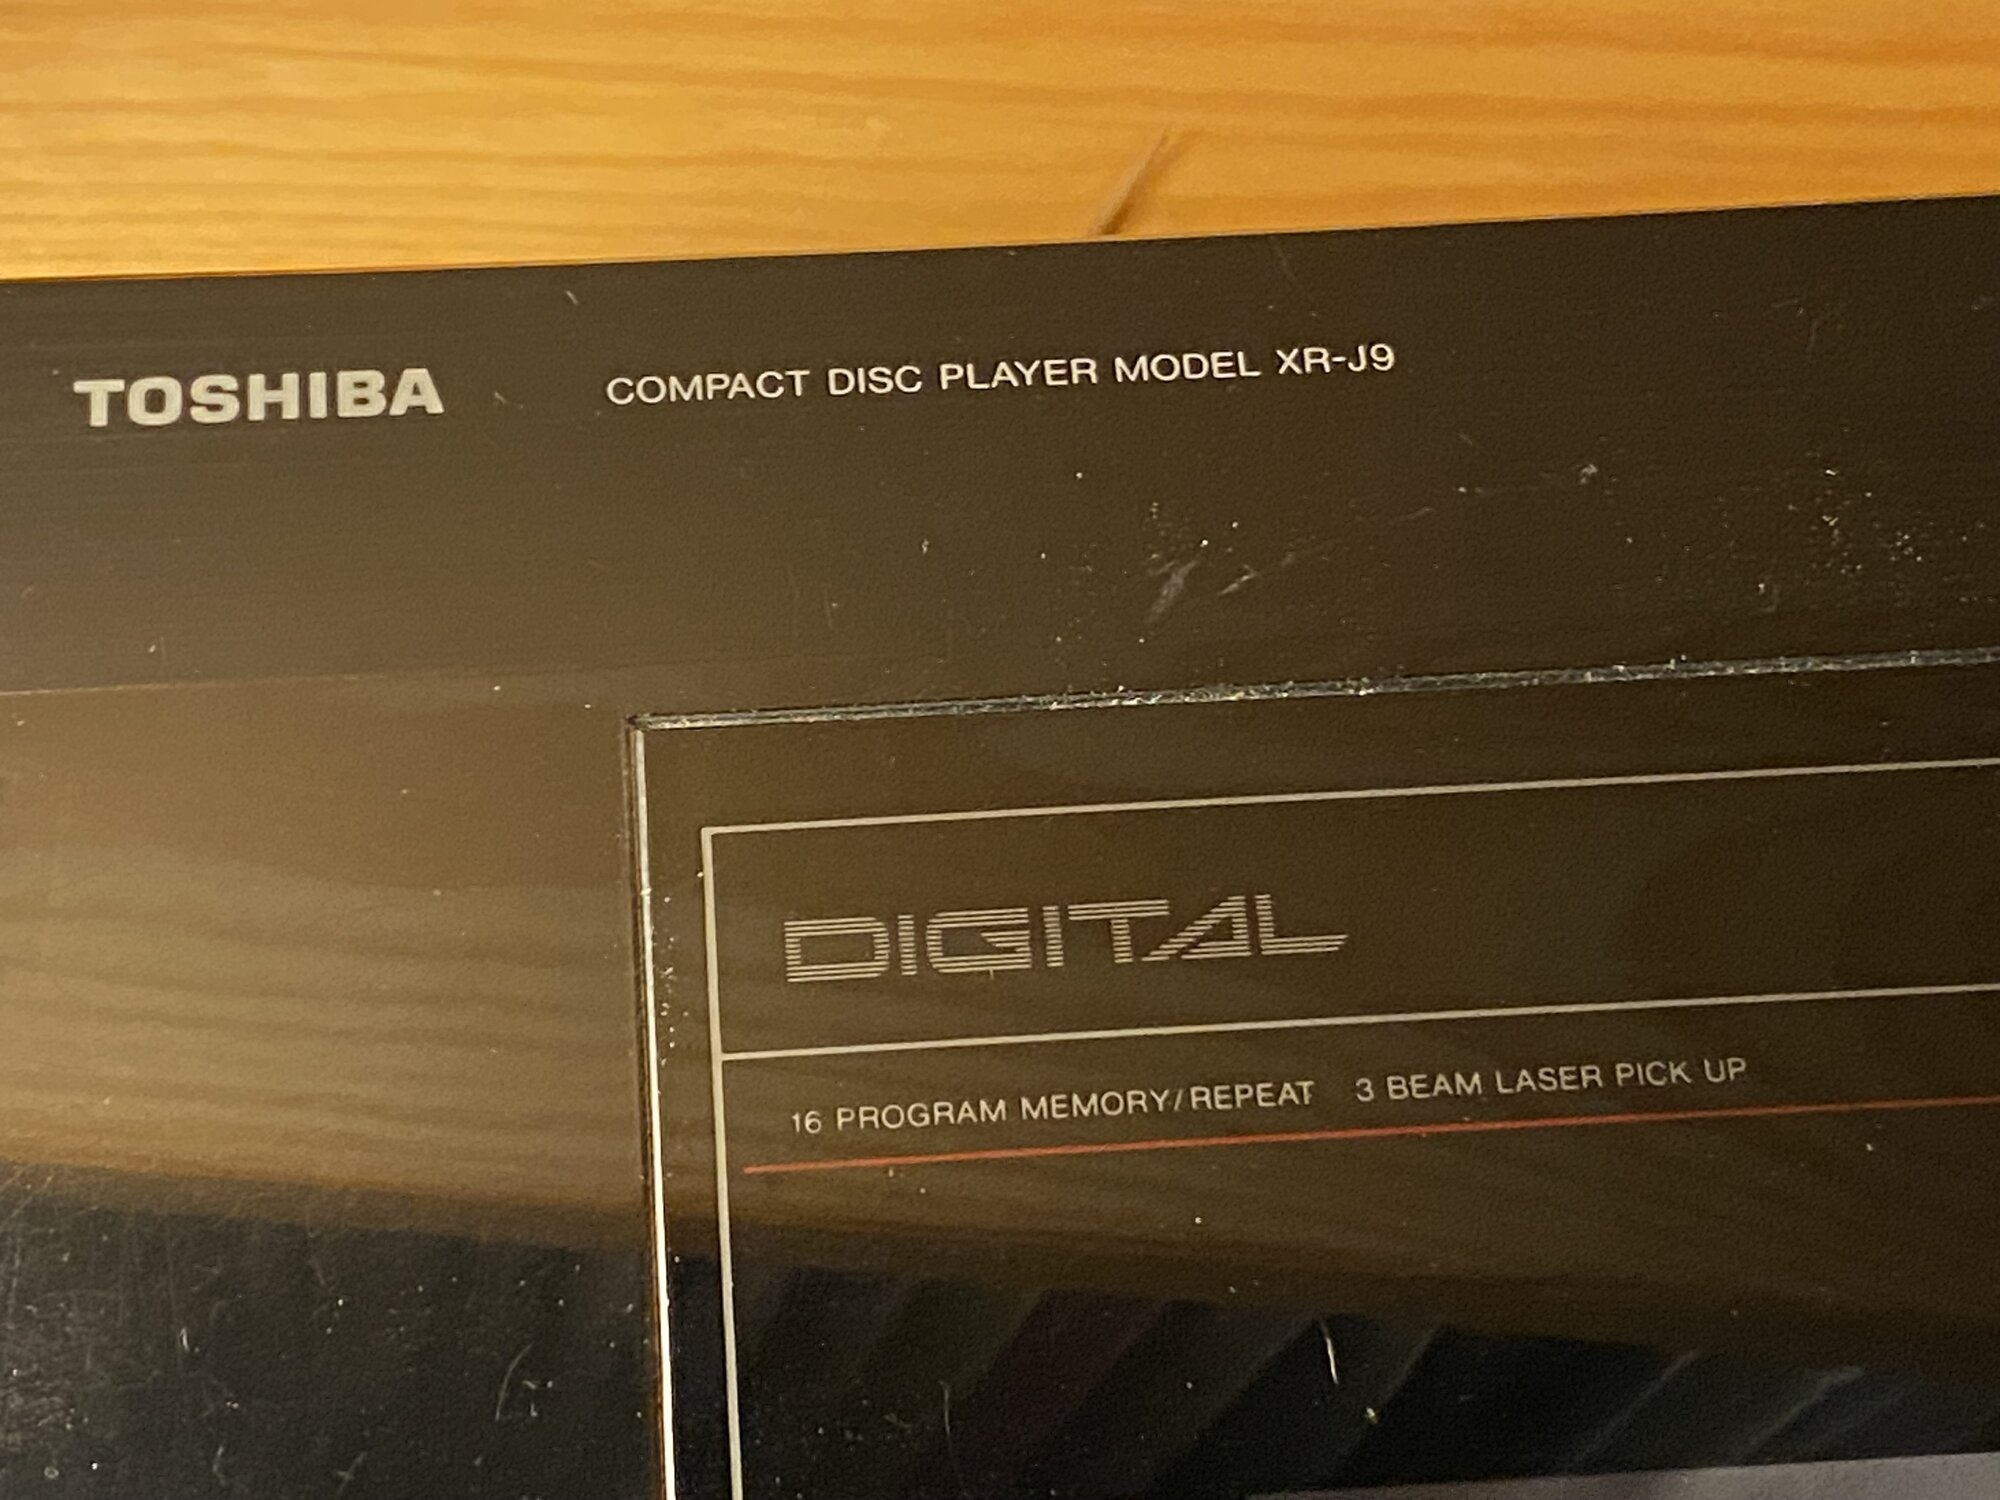 TOSHIBA COMPACT DISC PLAYER MODEL XR-J9
DIGITAL
16 PROGRAM MEMORY/REPEAT 3 BEAM LASER PICK UP